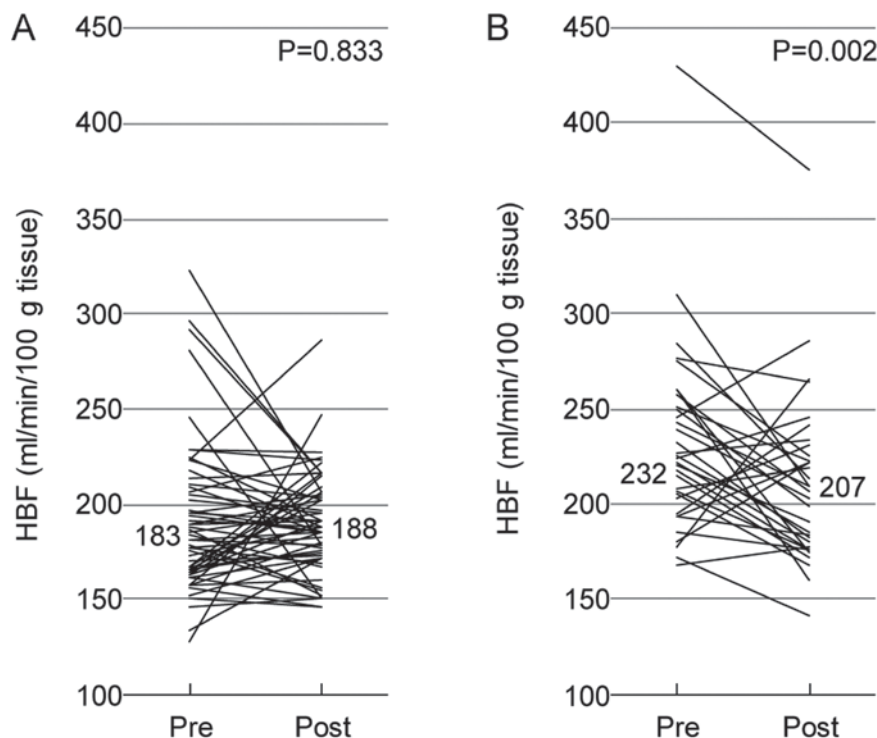 A
HBF (ml/min/100 g tissue)
450
400
350
300
250
200
150
100
P=0.833
183
188
Pre
Post
B
HBF (ml/min/100 g tissue)
450
400
350
300
250
200
150
100
P=0.002
232
207
Pre
Post